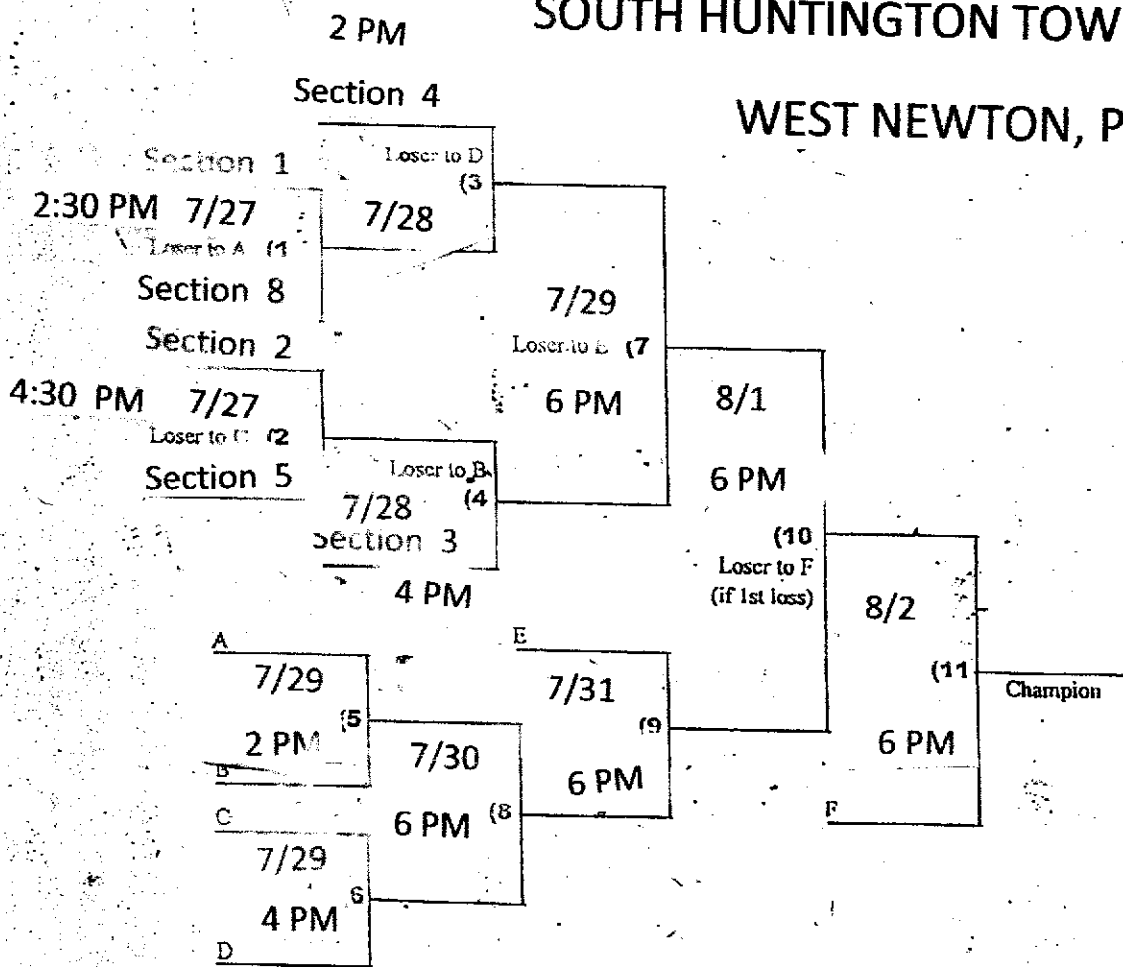 SOUTH HUNTINGTON TOW
2 PM
Section 4
WEST NEWTON, P
Loser to D
(3
Section 1
2:30 PM 7/27
7/28
Loser to A (1
Section 8
7/29
Section 2
Loser to E (7
4:30 PM 7/27
6 PM
8/1
Loser to C (2
Loser to B
(4
Section 5
7/28
6 PM
Section 3
(10
4 PM
Loser to F
(if 1st loss)
8/2
A
E
7/29
7/31
(11
Champion
(5
(9
2 PM
7/30
6 PM
B
6 PM
C
6 PM (8
F
7/29
6
4 PM
D